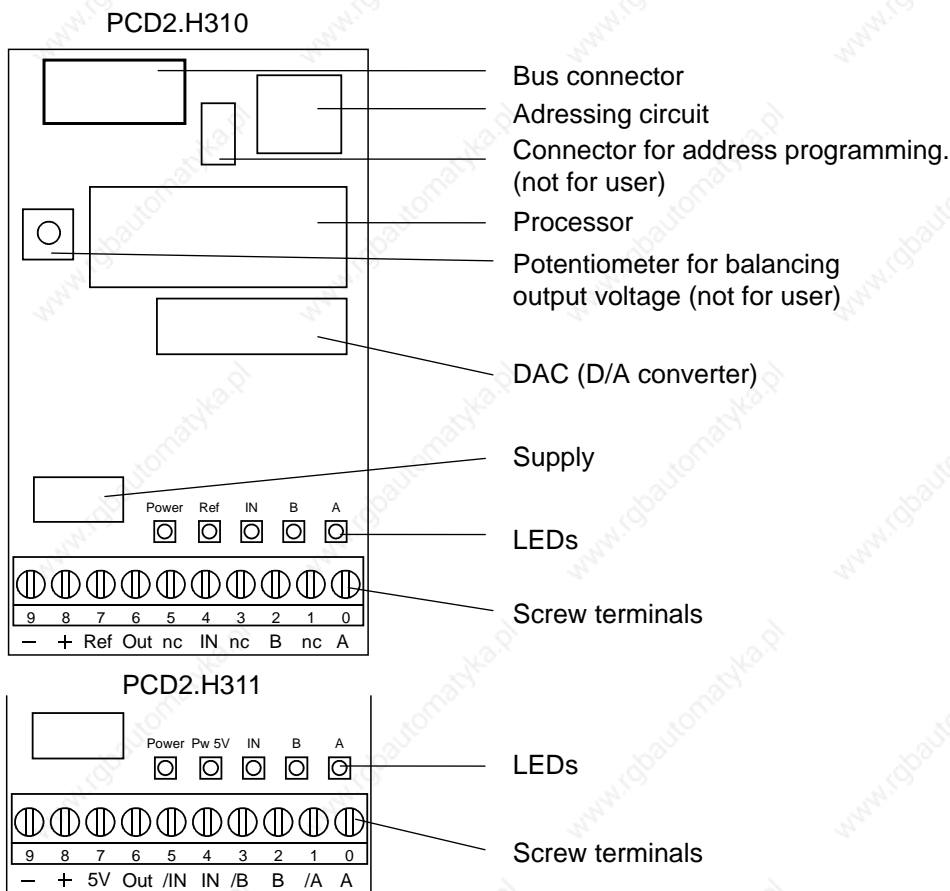 PCD2.H310
Bus connector
Adressing circuit
Connector for address programming.
(not for user)
Processor
Potentiometer for balancing
output voltage (not for user)
DAC (D/A converter)
Supply
Power Ref IN B A
LEDs
Screw terminals
9 8 7 6 5 4 3 2 1 0
− + Ref Out nc IN nc B nc A
PCD2.H311
Power Pw 5V IN B A
LEDs
9 8 7 6 5 4 3 2 1 0
Screw terminals
− + 5V Out /IN IN /B B /A A
www.rgbautomatyka.pl